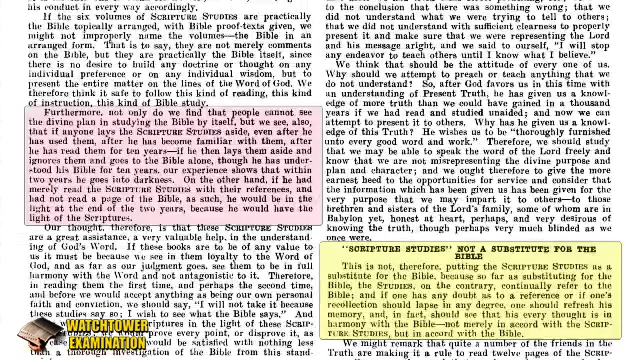 his conduct in every way accordingly.
If the six volumes of SCRIPTURE STUDIES are practically
the Bible topically arranged, with Bible proof-texts given, we
might not improperly name the volumes—the Bible in an
arranged form. That is to say, they are not merely comments
on the Bible, but they are practically the Bible itself, since
there is no desire to build any doctrine or thought on any
individual preference or on any individual wisdom, but to
present the entire matter on the lines of the Word of God. We
therefore think it safe to follow this kind of reading, this kind
of instruction, this kind of Bible study.
Furthermore, not only do we find that people cannot see
the divine plan in studying the Bible by itself, but we see, also,
that if anyone lays the SCRIPTURE STUDIES aside, even after he
has used them, after he has become familiar with them, after
he has read them for ten years—if he then lays them aside and
ignores them and goes to the Bible alone, though he has under-
stood his Bible for ten years, our experience shows that within
two years he goes into darkness. On the other hand, if he had
merely read the SCRIPTURE STUDIES with their references, and
had not read a page of the Bible, as such, he would be in the
light at the end of the two years, because he would have the
light of the Scriptures.
Our thought, therefore, is that these SCRIPTURE STUDIES
are a great assistance, a very valuable help, in the understand-
ing of God's Word. If these books are to be of any value to
us it must be because we see in them loyalty to the Word of
God, and as far as our judgment goes, see them to be in full
harmony with the Word and not antagonistic to it. Therefore,
in reading them the first time, and perhaps the second time,
and before we would accept anything as being our own personal
faith and conviction, we should say, "I will not take it because
these studies say so; I wish to see what the Bible says." And
Scriptures in the light of these SCRIP-
prove every point, or disprove it, as
would be satisfied with nothing less
than a thorough investigation of the Bible from this stand-
WATCHTOWER
EXAMINATION
to the conclusion that there was something wrong; that we
did not understand what we were trying to tell to others;
that we did not understand with sufficient clearness to properly
present it and make sure that we were representing the Lord
and his message aright, and we said to ourself, "I will stop
any endeavor to teach others until I know what I believe."
We think that should be the attitude of every one of us.
Why should we attempt to preach or teach anything that we
do not understand? So, after God favors us in this time with
an understanding of Present Truth, he has given us a knowl-
edge of more truth than we could have gained in a thousand
years if we had read and studied unaided; and now we can
attempt to present it to others. Why has he given us a knowl-
edge of this Truth? He wishes us to be "thoroughly furnished
unto every good word and work." Therefore, we should study
that we may be able to speak the word of the Lord freely and
know that we are not misrepresenting the divine purpose and
plan and character; and we ought therefore to give the more
earnest heed to the opportunities for service and consider that
the information which has been given us has been given for the
very purpose that we may impart it to others—to those
brethren and sisters of the Lord's family, some of whom are in
Babylon yet, honest at heart, perhaps, and very desirous of
knowing the truth, though perhaps very much blinded as we
once were.
"SCRIPTURE STUDIES" NOT A SUBSTITUTE FOR THE
BIBLE
This is not, therefore, putting the SCRIPTURE STUDIES as a
substitute for the Bible, because so far as substituting for the
Bible, the STUDIES, on the contrary, continually refer to the
Bible; and if one has any doubt as to a reference or if one's
recollection should lapse in any degree, one should refresh his
memory, and, in fact, should see that his every thought is in
harmony with the Bible—not merely in accord with the SCRIP-
TURE STUDIES, but in accord with the Bible.
We might remark that quite a number of the friends in the
Truth are making it a rule to read twelve pages of the SCRIP-